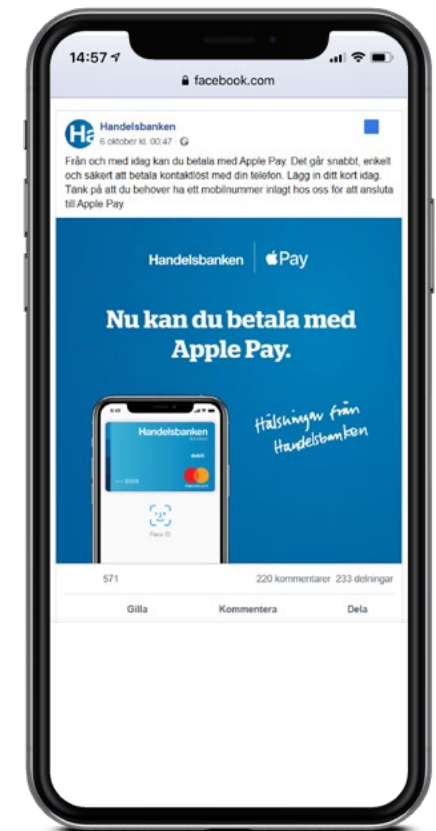 14:57
facebook.com
Handelsbanken
6 oktober kl. 00:47 ·
Från och med idag kan du betala med Apple Pay. Det går snabbt, enkelt
och säkert att betala kontaktlöst med din telefon. Lägg in ditt kort idag.
Tänk på att du behöver ha ett mobilnummer inlagt hos oss för att ansluta
till Apple Pay
Handelsbanken Pay
Nu kan du betala med
Apple Pay.
Hälsningar från
Handelsbanken
9:41
Handelsbanken
debit
Face ID
571 220 kommentarer 233 delningar
Gilla Kommentera Dela